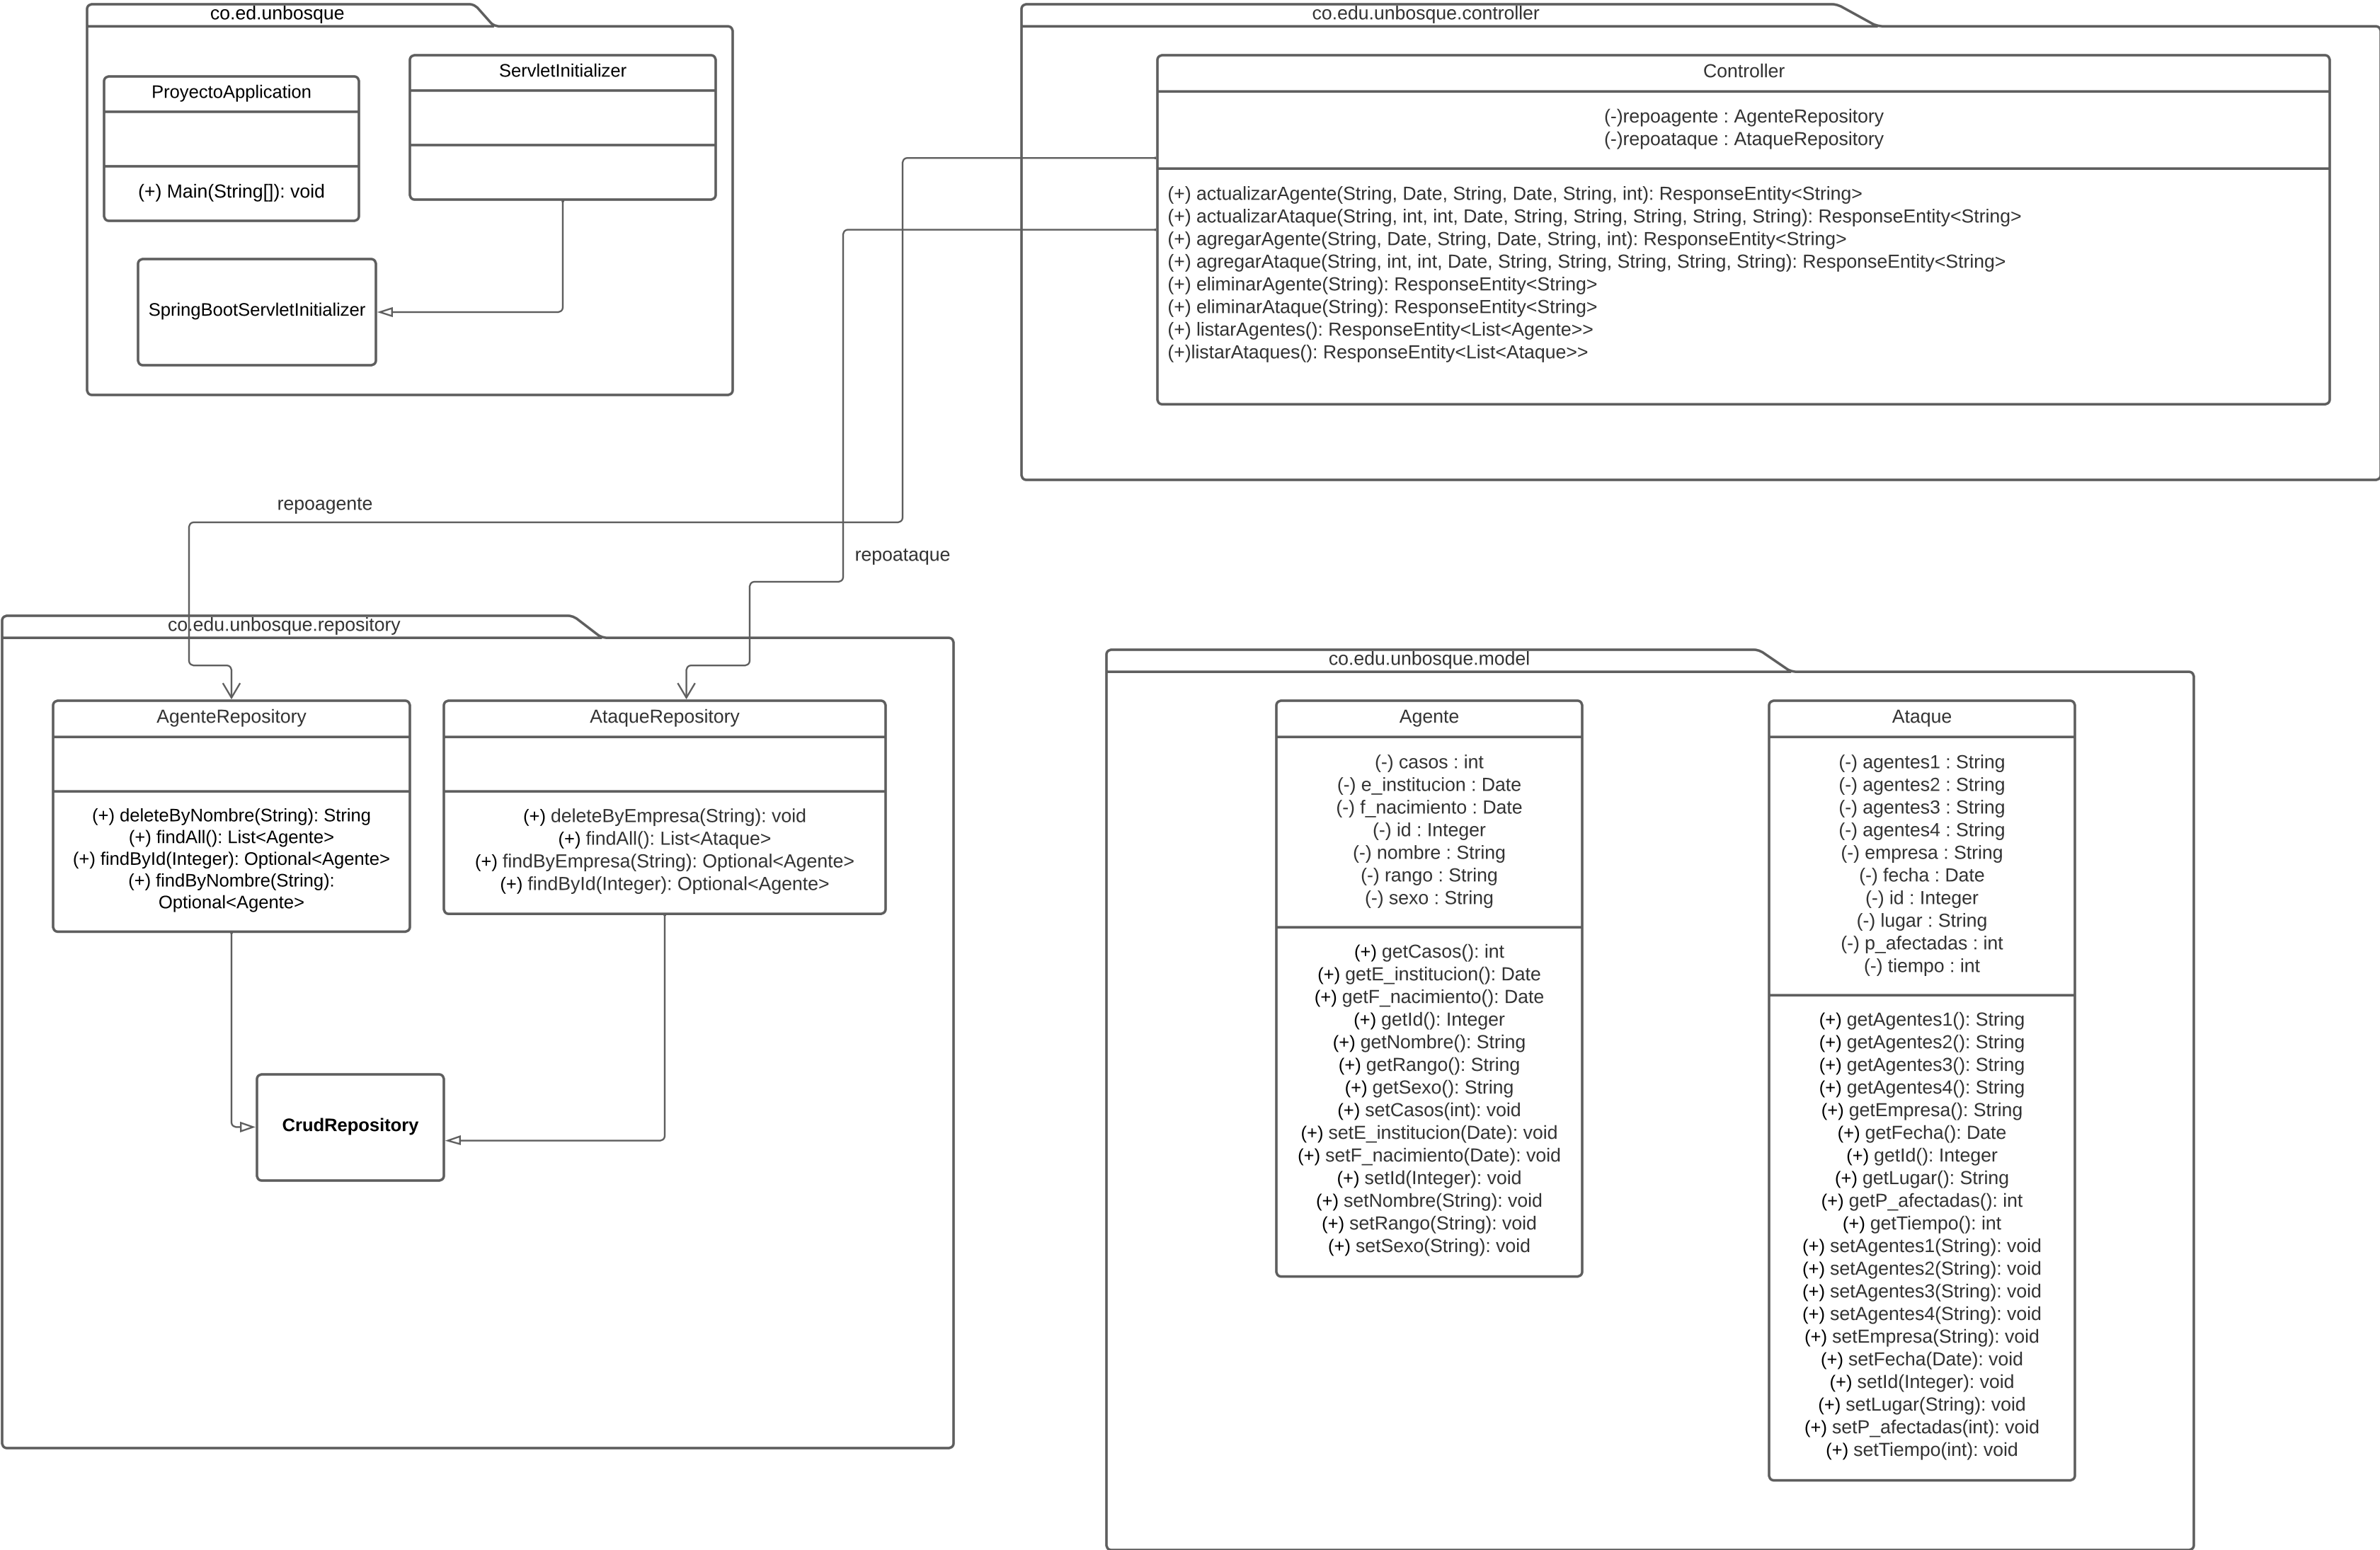 co.ed.unbosque
ProyectoApplication
(+) Main(String[]): void
ServletInitializer
SpringBootServletInitializer
co.edu.unbosque.controller
Controller
(-)repoagente : AgenteRepository
(-)repoataque : AtaqueRepository
(+) actualizarAgente(String, Date, String, Date, String, int): ResponseEntity<String>
(+) actualizarAtaque(String, int, int, Date, String, String, String, String, String): ResponseEntity<String>
(+) agregarAgente(String, Date, String, Date, String, int): ResponseEntity<String>
(+) agregarAtaque(String, int, int, Date, String, String, String, String, String): ResponseEntity<String>
(+) eliminarAgente(String): ResponseEntity<String>
(+) eliminarAtaque(String): ResponseEntity<String>
(+) listarAgentes(): ResponseEntity<List<Agente>>
(+)listarAtaques(): ResponseEntity<List<Ataque>>
repoagente
repoataque
co.edu.unbosque.repository
AgenteRepository
(+) deleteByNombre(String): String
(+) findAll(): List<Agente>
(+) findById(Integer): Optional<Agente>
(+) findByNombre(String):
Optional<Agente>
AtaqueRepository
(+) deleteByEmpresa(String): void
(+) findAll(): List<Ataque>
(+) findByEmpresa(String): Optional<Agente>
(+) findById(Integer): Optional<Agente>
CrudRepository
co.edu.unbosque.model
Agente
(-) casos : int
(-) e_institucion : Date
(-) f_nacimiento : Date
(-) id : Integer
(-) nombre : String
(-) rango : String
(-) sexo : String
(+) getCasos(): int
(+) getE_institucion(): Date
(+) getF_nacimiento(): Date
(+) getId(): Integer
(+) getNombre(): String
(+) getRango(): String
(+) getSexo(): String
(+) setCasos(int): void
(+) setE_institucion(Date): void
(+) setF_nacimiento(Date): void
(+) setId(Integer): void
(+) setNombre(String): void
(+) setRango(String): void
(+) setSexo(String): void
Ataque
(-) agentes1 : String
(-) agentes2 : String
(-) agentes3 : String
(-) agentes4 : String
(-) empresa : String
(-) fecha : Date
(-) id : Integer
(-) lugar : String
(-) p_afectadas : int
(-) tiempo : int
(+) getAgentes1(): String
(+) getAgentes2(): String
(+) getAgentes3(): String
(+) getAgentes4(): String
(+) getEmpresa(): String
(+) getFecha(): Date
(+) getId(): Integer
(+) getLugar(): String
(+) getP_afectadas(): int
(+) getTiempo(): int
(+) setAgentes1(String): void
(+) setAgentes2(String): void
(+) setAgentes3(String): void
(+) setAgentes4(String): void
(+) setEmpresa(String): void
(+) setFecha(Date): void
(+) setId(Integer): void
(+) setLugar(String): void
(+) setP_afectadas(int): void
(+) setTiempo(int): void